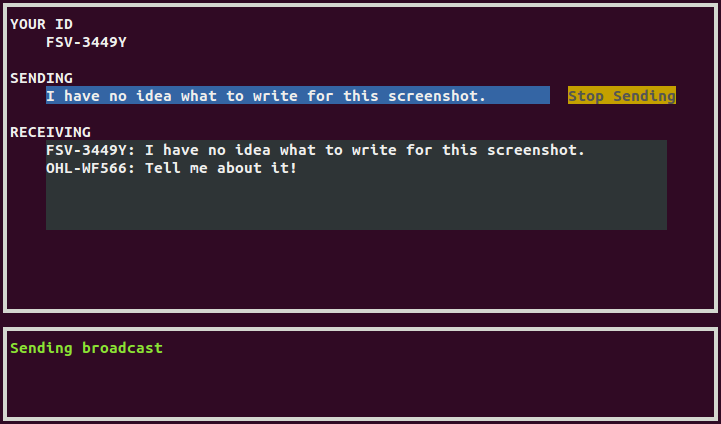 YOUR ID
FSV-3449Y
SENDING
I have no idea what to write for this screenshot. Stop Sending
RECEIVING
FSV-3449Y: I have no idea what to write for this screenshot.
OHL-WF566: Tell me about it!
Sending broadcast